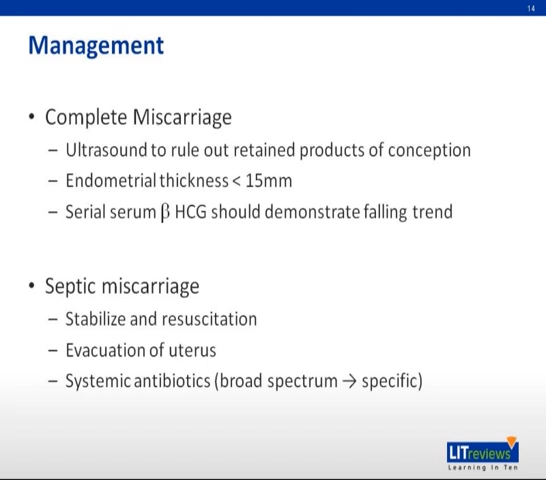 14
Management
• Complete Miscarriage
– Ultrasound to rule out retained products of conception
– Endometrial thickness < 15mm
– Serial serum β HCG should demonstrate falling trend
• Septic miscarriage
– Stabilize and resuscitation
– Evacuation of uterus
– Systemic antibiotics (broad spectrum → specific)
LITreviews
Learning In Ten